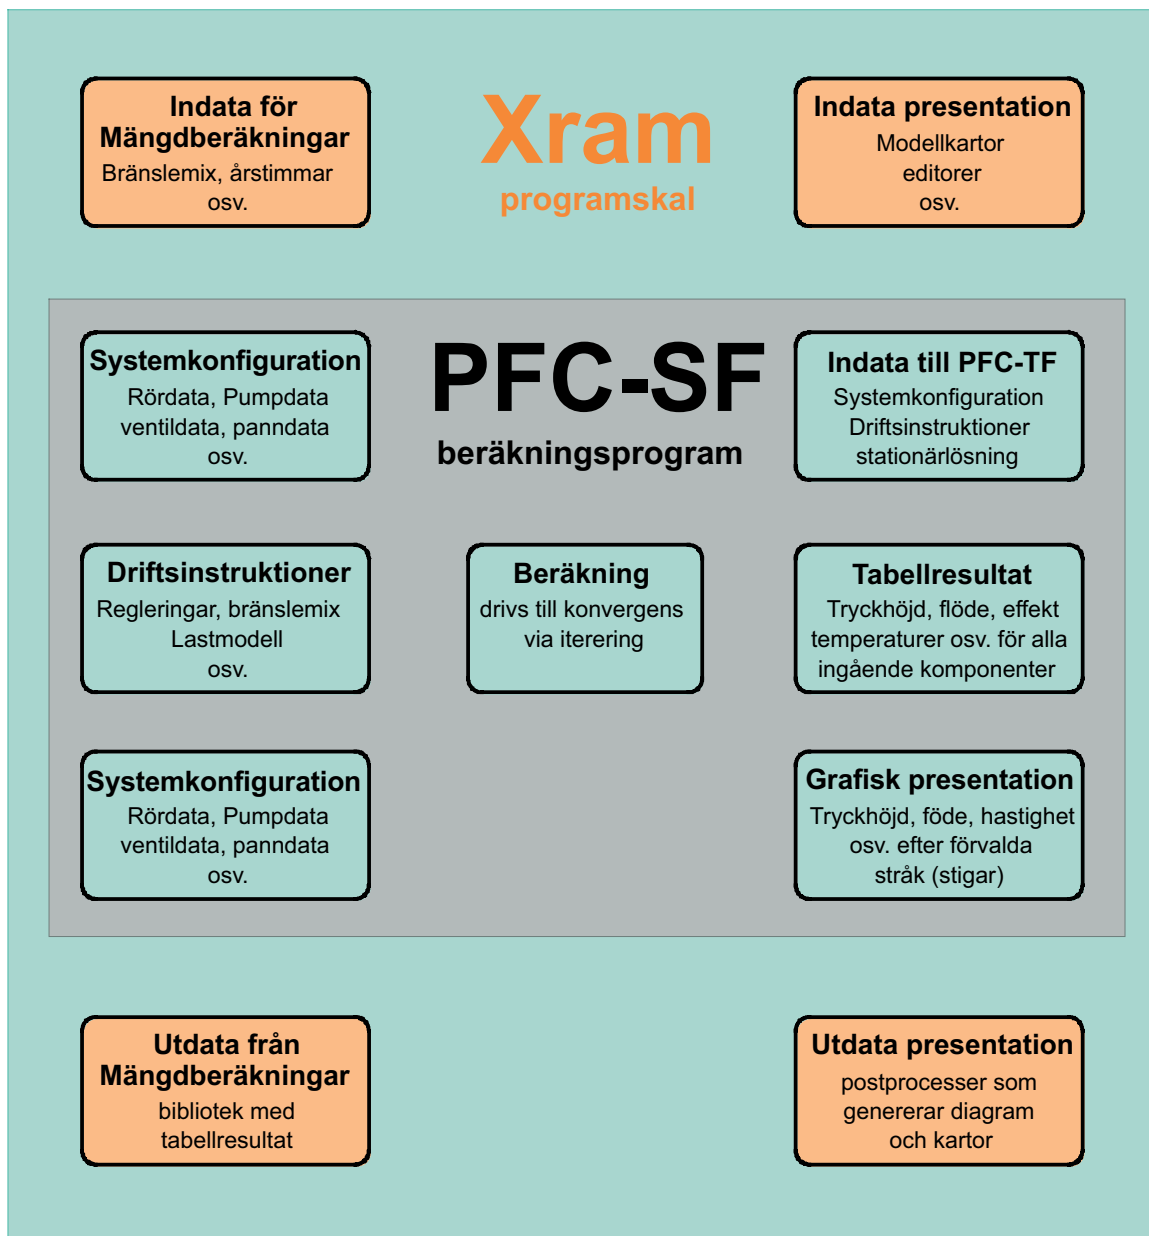 Indata för
Mängdberäkningar
Bränslemix, årstimmar
osv.
Xram
programskal
Indata presentation
Modellkartor
editorer
osv.
Systemkonfiguration
Rördata, Pumpdata
ventildata, panndata
osv.
PFC-SF
beräkningsprogram
Indata till PFC-TF
Systemkonfiguration
Driftsinstruktioner
stationärlösning
Driftsinstruktioner
Regleringar, bränslemix
Lastmodell
osv.
Beräkning
drivs till konvergens
via iterering
Tabellresultat
Tryckhöjd, flöde, effekt
temperaturer osv. för alla
ingående komponenter
Systemkonfiguration
Rördata, Pumpdata
ventildata, panndata
osv.
Grafisk presentation
Tryckhöjd, föde, hastighet
osv. efter förvalda
stråk (stigar)
Utdata från
Mängdberäkningar
bibliotek med
tabellresultat
Utdata presentation
postprocesser som
genererar diagram
och kartor